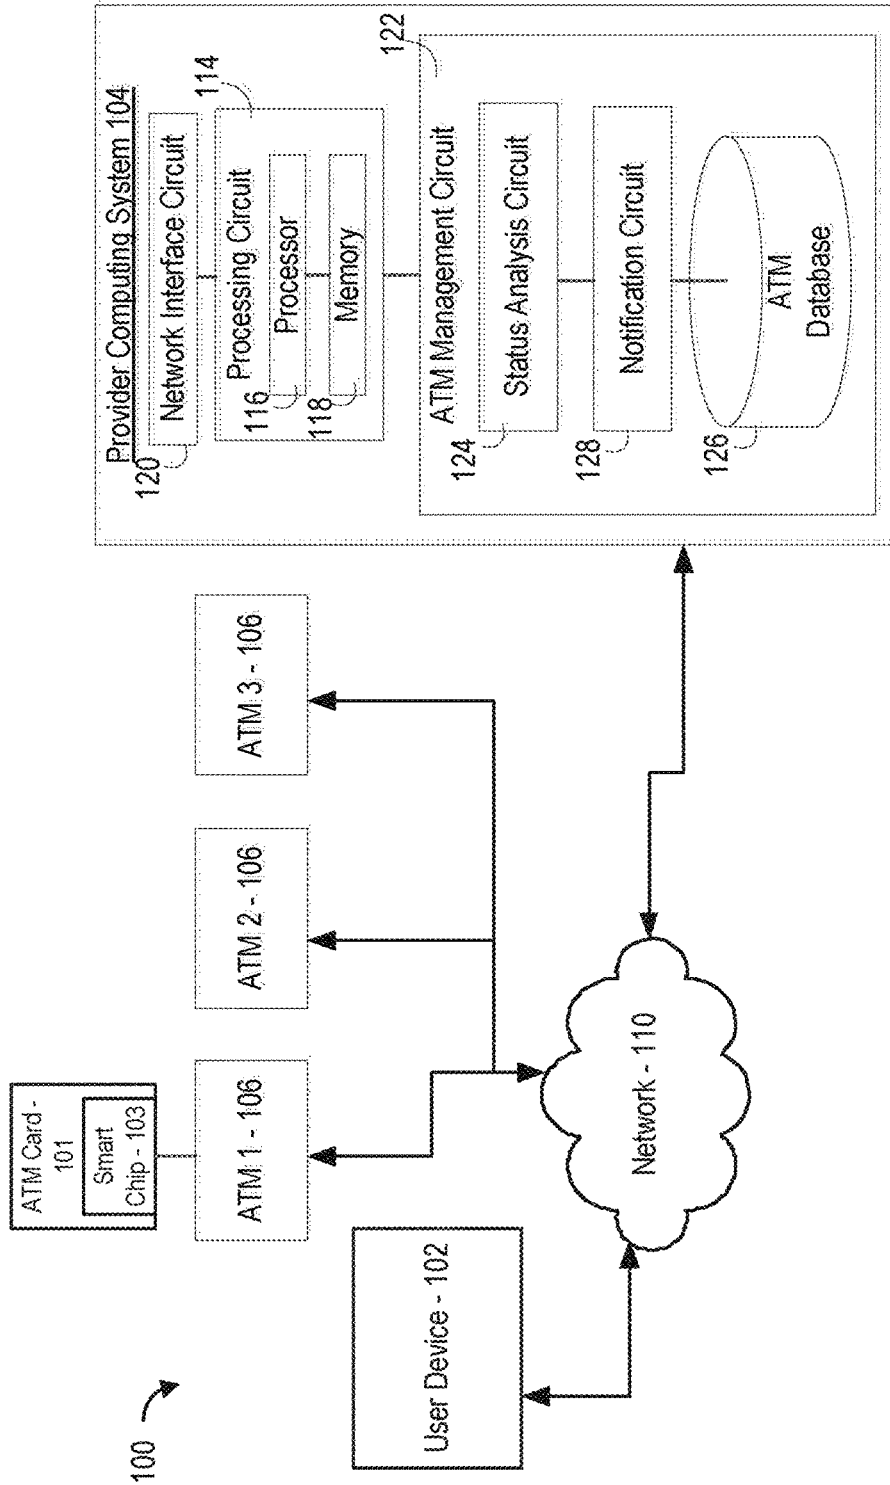 100
ATM Card -
101
Smart
Chip - 103
ATM 1 - 106
ATM 2 - 106
ATM 3 - 106
User Device - 102
Network - 110
Provider Computing System 104
120
Network Interface Circuit
114
Processing Circuit
116
Processor
118
Memory
122
ATM Management Circuit
124
Status Analysis Circuit
128
Notification Circuit
126
ATM
Database